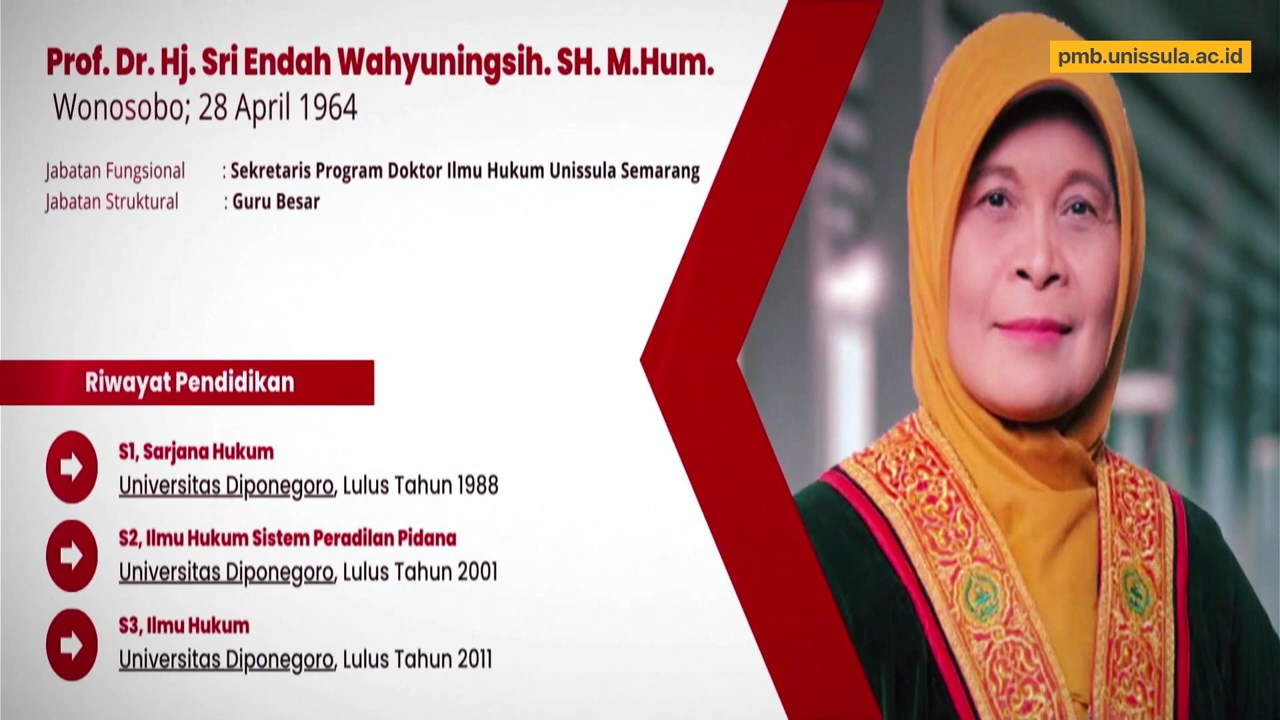 pmb.unissula.ac.id
Prof. Dr. Hj. Sri Endah Wahyuningsih. SH. M.Hum.
Wonosobo; 28 April 1964
Jabatan Fungsional : Sekretaris Program Doktor Ilmu Hukum Unissula Semarang
Jabatan Struktural : Guru Besar
Riwayat Pendidikan
S1, Sarjana Hukum
Universitas Diponegoro, Lulus Tahun 1988
S2, Ilmu Hukum Sistem Peradilan Pidana
Universitas Diponegoro, Lulus Tahun 2001
S3, Ilmu Hukum
Universitas Diponegoro, Lulus Tahun 2011